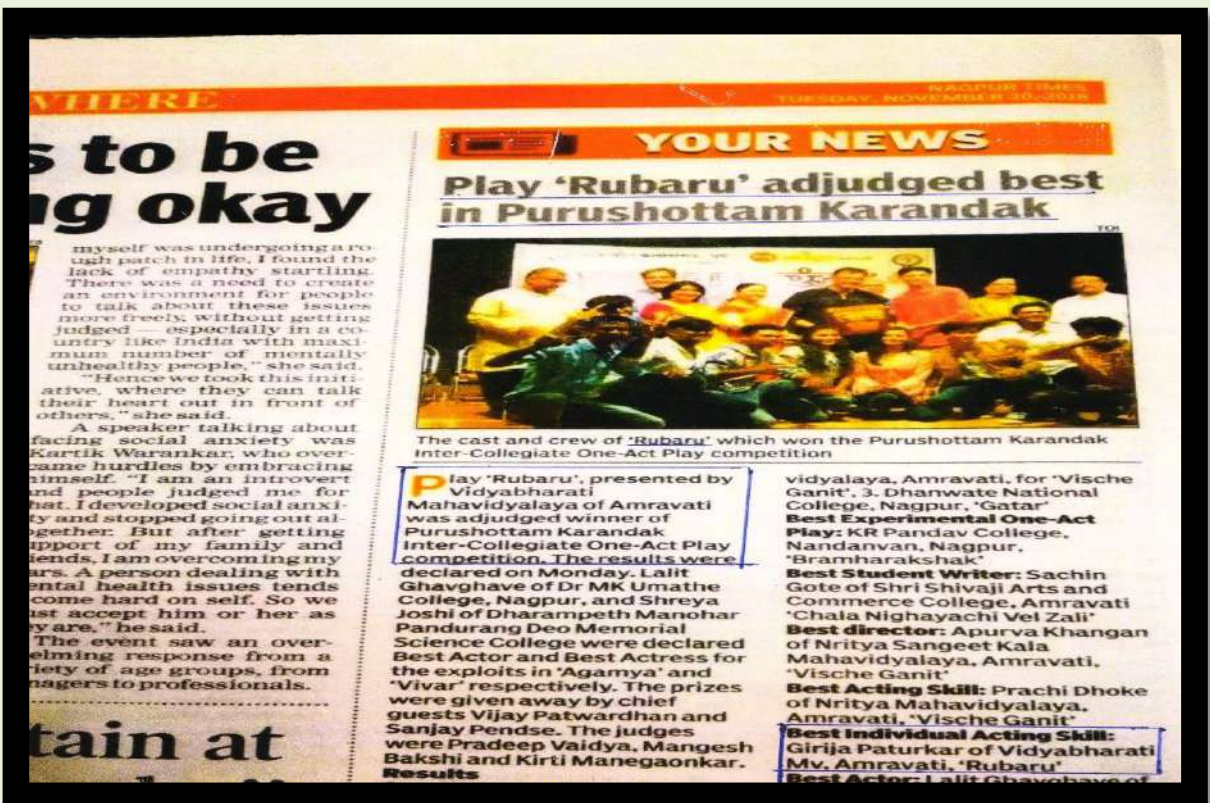 WHERE
NAGPUR TIMES
TUESDAY, NOVEMBER 20, 2018
s to be
ng okay
myself was undergoing a ro-
ugh patch in life, I found the
lack of empathy startling.
There was a need to create
an environment for people
to talk about these issues
more freely, without getting
judged — especially in a co-
untry like India with maxi-
mum number of mentally
unhealthy people," she said.
"Hence we took this initi-
ative, where they can talk
their heart out in front of
others," she said.
A speaker talking about
facing social anxiety was
Kartik Warankar, who over-
came hurdles by embracing
himself. "I am an introvert
and people judged me for
hat. I developed social anxi-
ty and stopped going out al-
ogether. But after getting
upport of my family and
iends, I am overcoming my
ars. A person dealing with
ental health issues tends
come hard on self. So we
ust accept him or her as
ey are," he said.
The event saw an over-
elming response from a
riety of age groups, from
nagers to professionals.
tain at
YOUR NEWS
Play 'Rubaru' adjudged best
in Purushottam Karandak
TOI
The cast and crew of 'Rubaru' which won the Purushottam Karandak
Inter-Collegiate One-Act Play competition
Play 'Rubaru', presented by
Vidyabharati
Mahavidyalaya of Amravati
was adjudged winner of
Purushottam Karandak
Inter-Collegiate One-Act Play
competition. The results were
declared on Monday. Lalit
Ghavghave of Dr MK Umathe
College, Nagpur, and Shreya
Joshi of Dharampeth Manohar
Pandurang Deo Memorial
Science College were declared
Best Actor and Best Actress for
the exploits in 'Agamya' and
'Vivar' respectively. The prizes
were given away by chief
guests Vijay Patwardhan and
Sanjay Pendse. The judges
were Pradeep Vaidya, Mangesh
Bakshi and Kirti Manegaonkar.
Results
vidyalaya, Amravati, for 'Vische
Ganit', 3. Dhanwate National
College, Nagpur, 'Gatar'
Best Experimental One-Act
Play: KR Pandav College,
Nandanvan, Nagpur,
'Bramharakshak'
Best Student Writer: Sachin
Gote of Shri Shivaji Arts and
Commerce College, Amravati
'Chala Nighayachi Vel Zali'
Best director: Apurva Khangan
of Nritya Sangeet Kala
Mahavidyalaya, Amravati,
'Vische Ganit'
Best Acting Skill: Prachi Dhoke
of Nritya Mahavidyalaya,
Amravati, 'Vische Ganit'
Best Individual Acting Skill:
Girija Paturkar of Vidyabharati
Mv, Amravati, 'Rubaru'
Best Actor: Lalit Ghavghave of